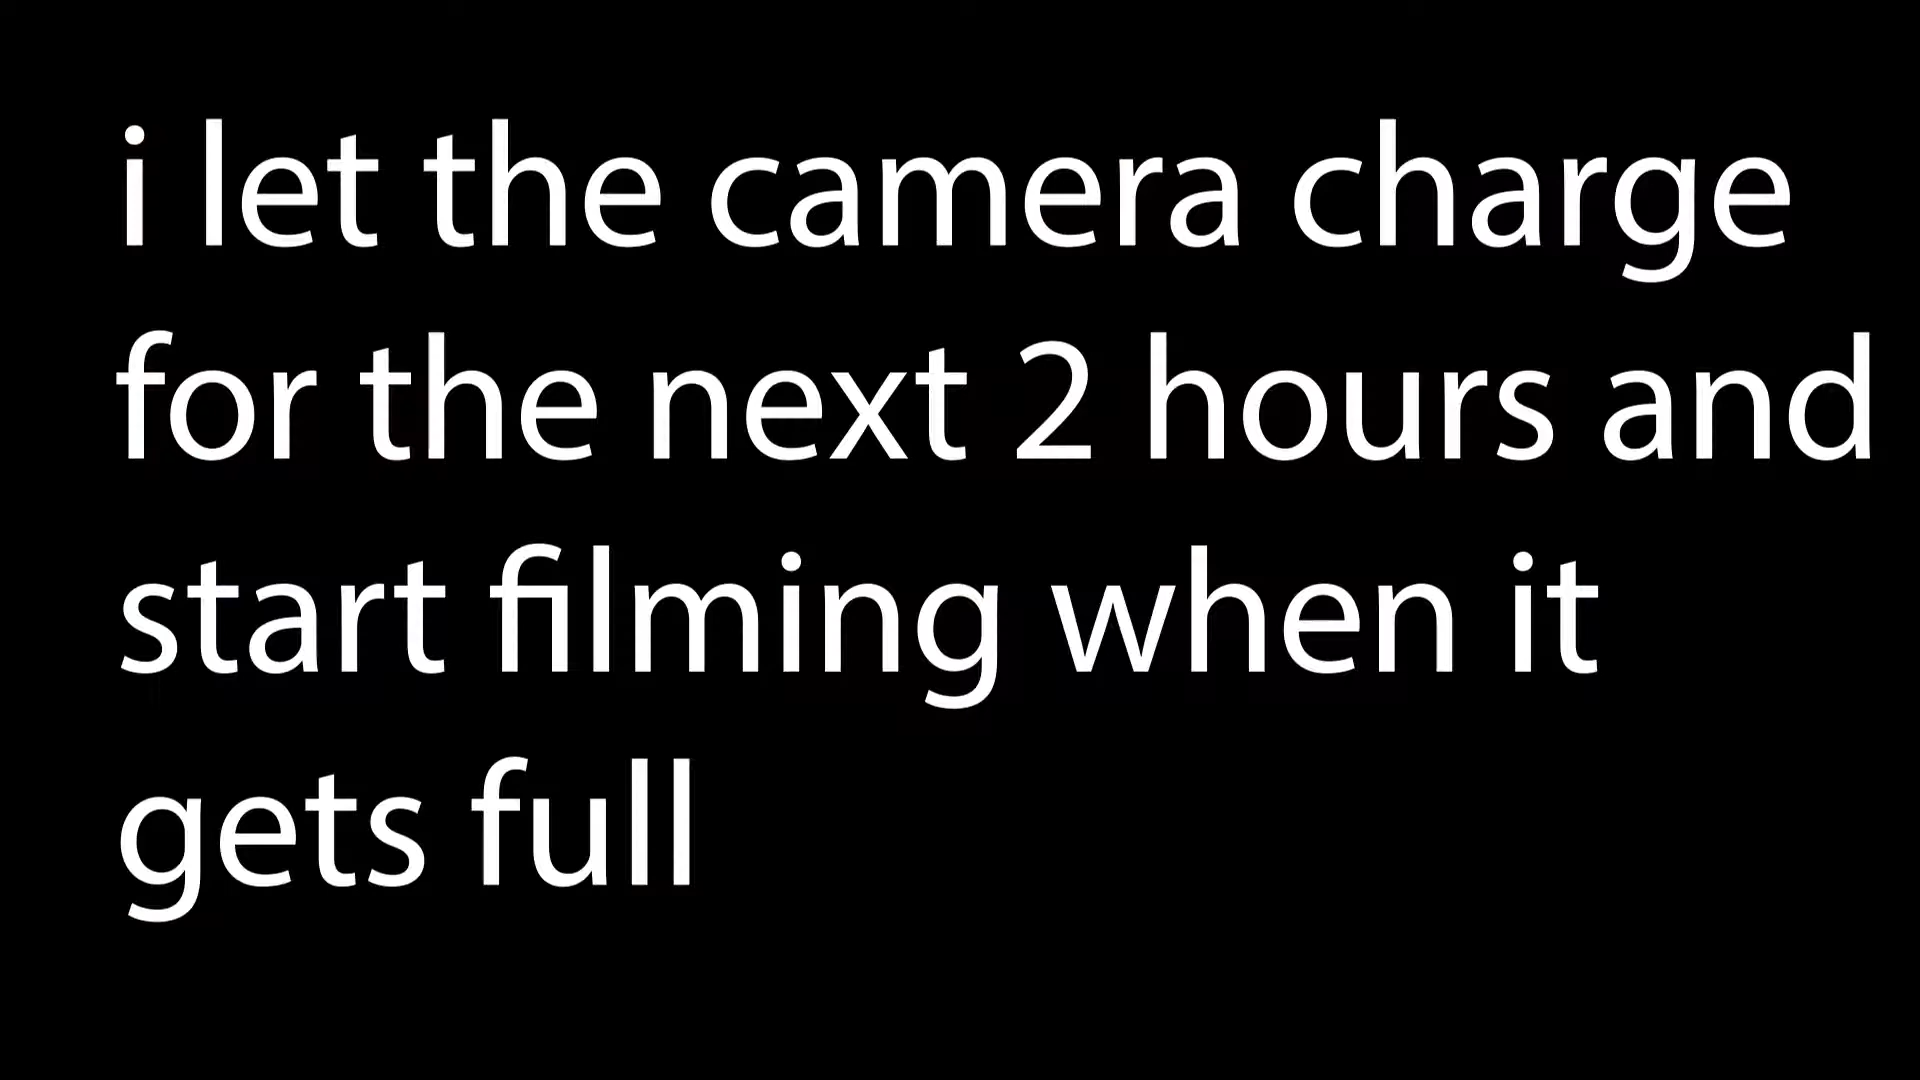 i let the camera charge
for the next 2 hours and
start filming when it
gets full